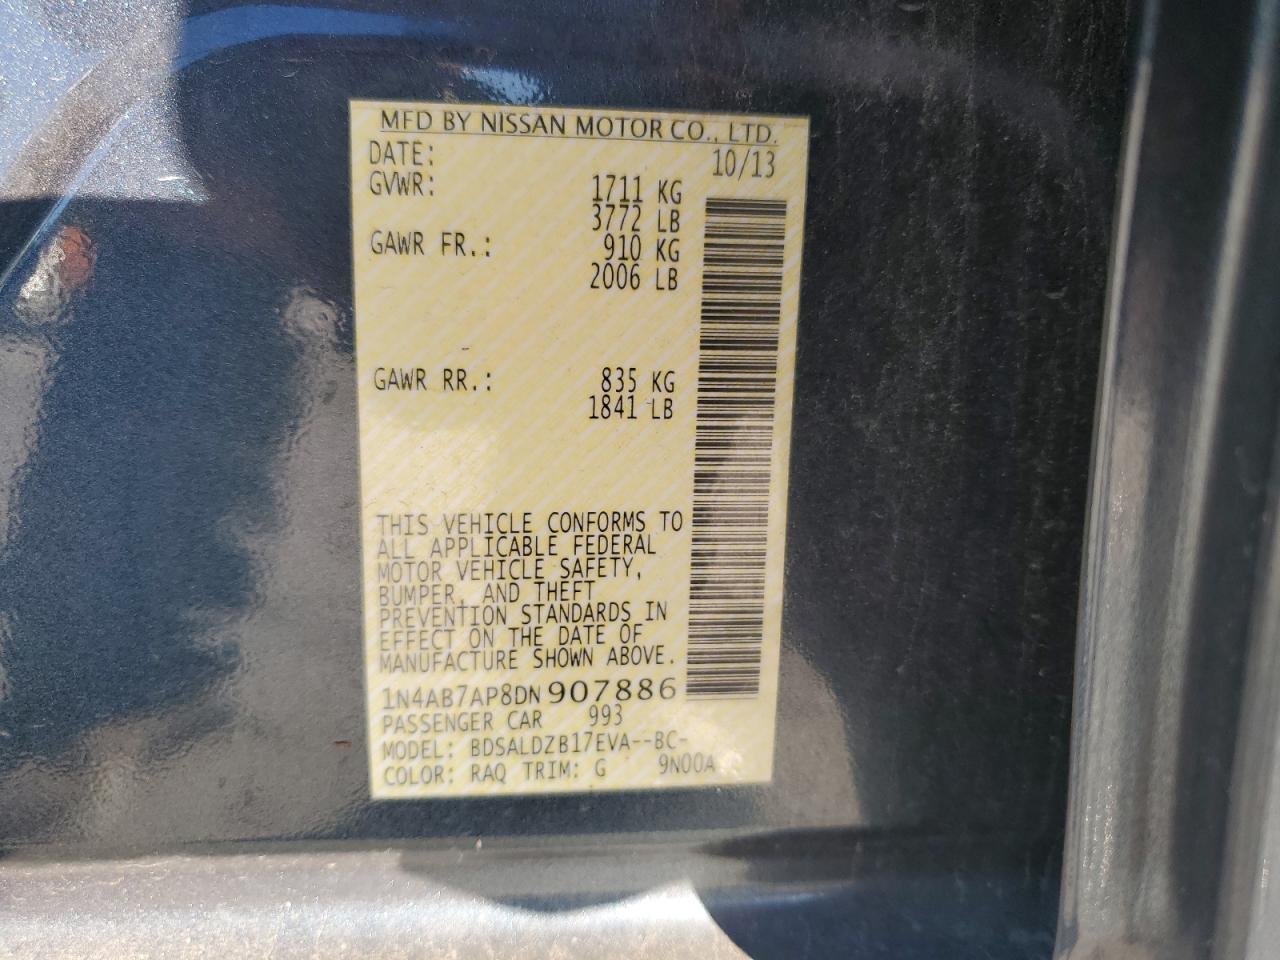 MFD BY NISSAN MOTOR CO., LTD.
DATE: 10/13
GVWR: 1711 KG
3772 LB
GAWR FR.: 910 KG
2006 LB
GAWR RR.: 835 KG
1841 LB
THIS VEHICLE CONFORMS TO
ALL APPLICABLE FEDERAL
MOTOR VEHICLE SAFETY,
BUMPER, AND THEFT
PREVENTION STANDARDS IN
EFFECT ON THE DATE OF
MANUFACTURE SHOWN ABOVE.
1N4AB7AP8DN907886
PASSENGER CAR 993
MODEL: BDSALDZB17EVA--BC-
COLOR: RAQ TRIM: G 9N00A